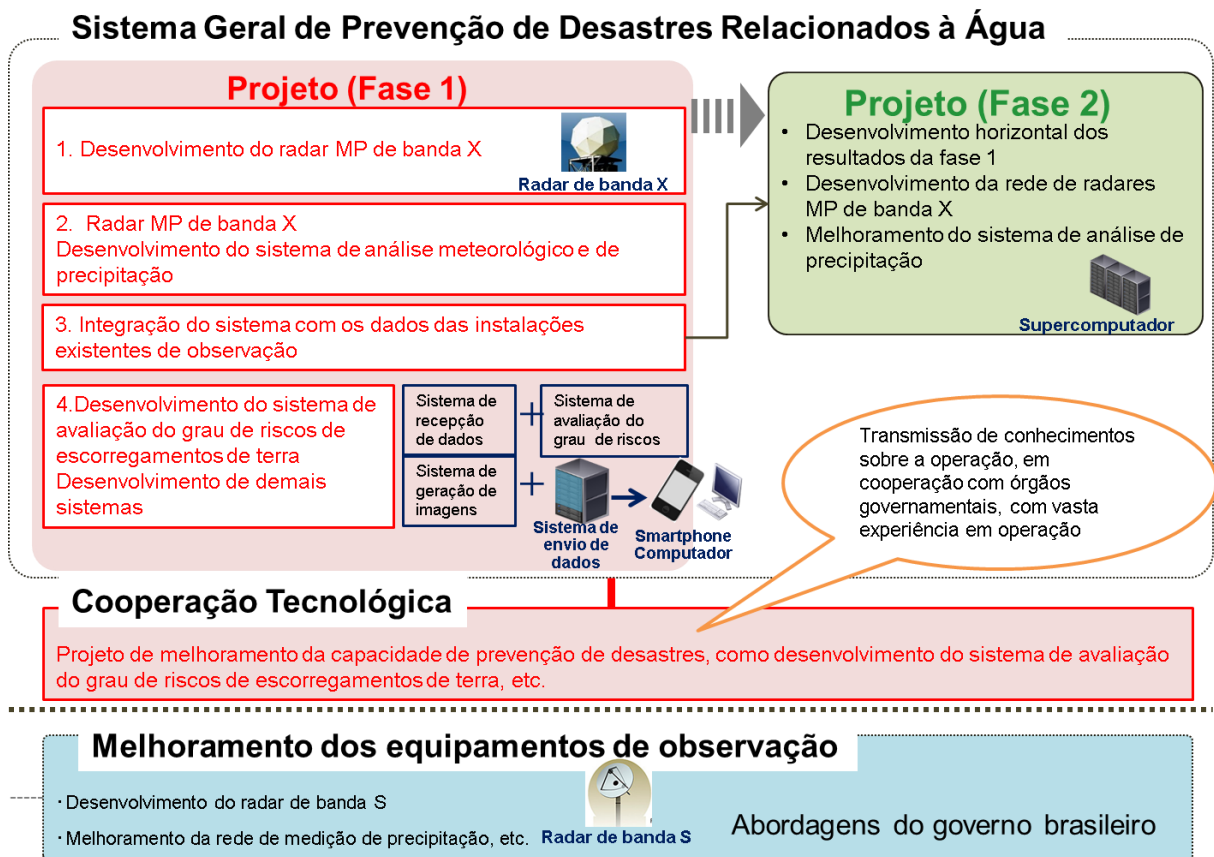 Sistema Geral de Prevenção de Desastres Relacionados à Água
Projeto (Fase 1)
1. Desenvolvimento do radar MP de banda X
Radar de banda X
2. Radar MP de banda X
Desenvolvimento do sistema de análise meteorológico e de
precipitação
3. Integração do sistema com os dados das instalações
existentes de observação
4.Desenvolvimento do sistema de
avaliação do grau de riscos de
escorregamentos de terra
Desenvolvimento de demais
sistemas
Sistema de
recepção
de dados
+
Sistema de
avaliação do
grau de riscos
Sistema de
geração de
imagens
+
Sistema de
envio de
dados
Smartphone
Computador
Projeto (Fase 2)
• Desenvolvimento horizontal dos
resultados da fase 1
• Desenvolvimento da rede de radares
MP de banda X
• Melhoramento do sistema de análise de
precipitação
Supercomputador
Transmissão de conhecimentos
sobre a operação, em
cooperação com órgãos
governamentais, com vasta
experiência em operação
Cooperação Tecnológica
Projeto de melhoramento da capacidade de prevenção de desastres, como desenvolvimento do sistema de avaliação
do grau de riscos de escorregamentos de terra, etc.
Melhoramento dos equipamentos de observação
・Desenvolvimento do radar de banda S
・Melhoramento da rede de medição de precipitação, etc.
Radar de banda S
Abordagens do governo brasileiro